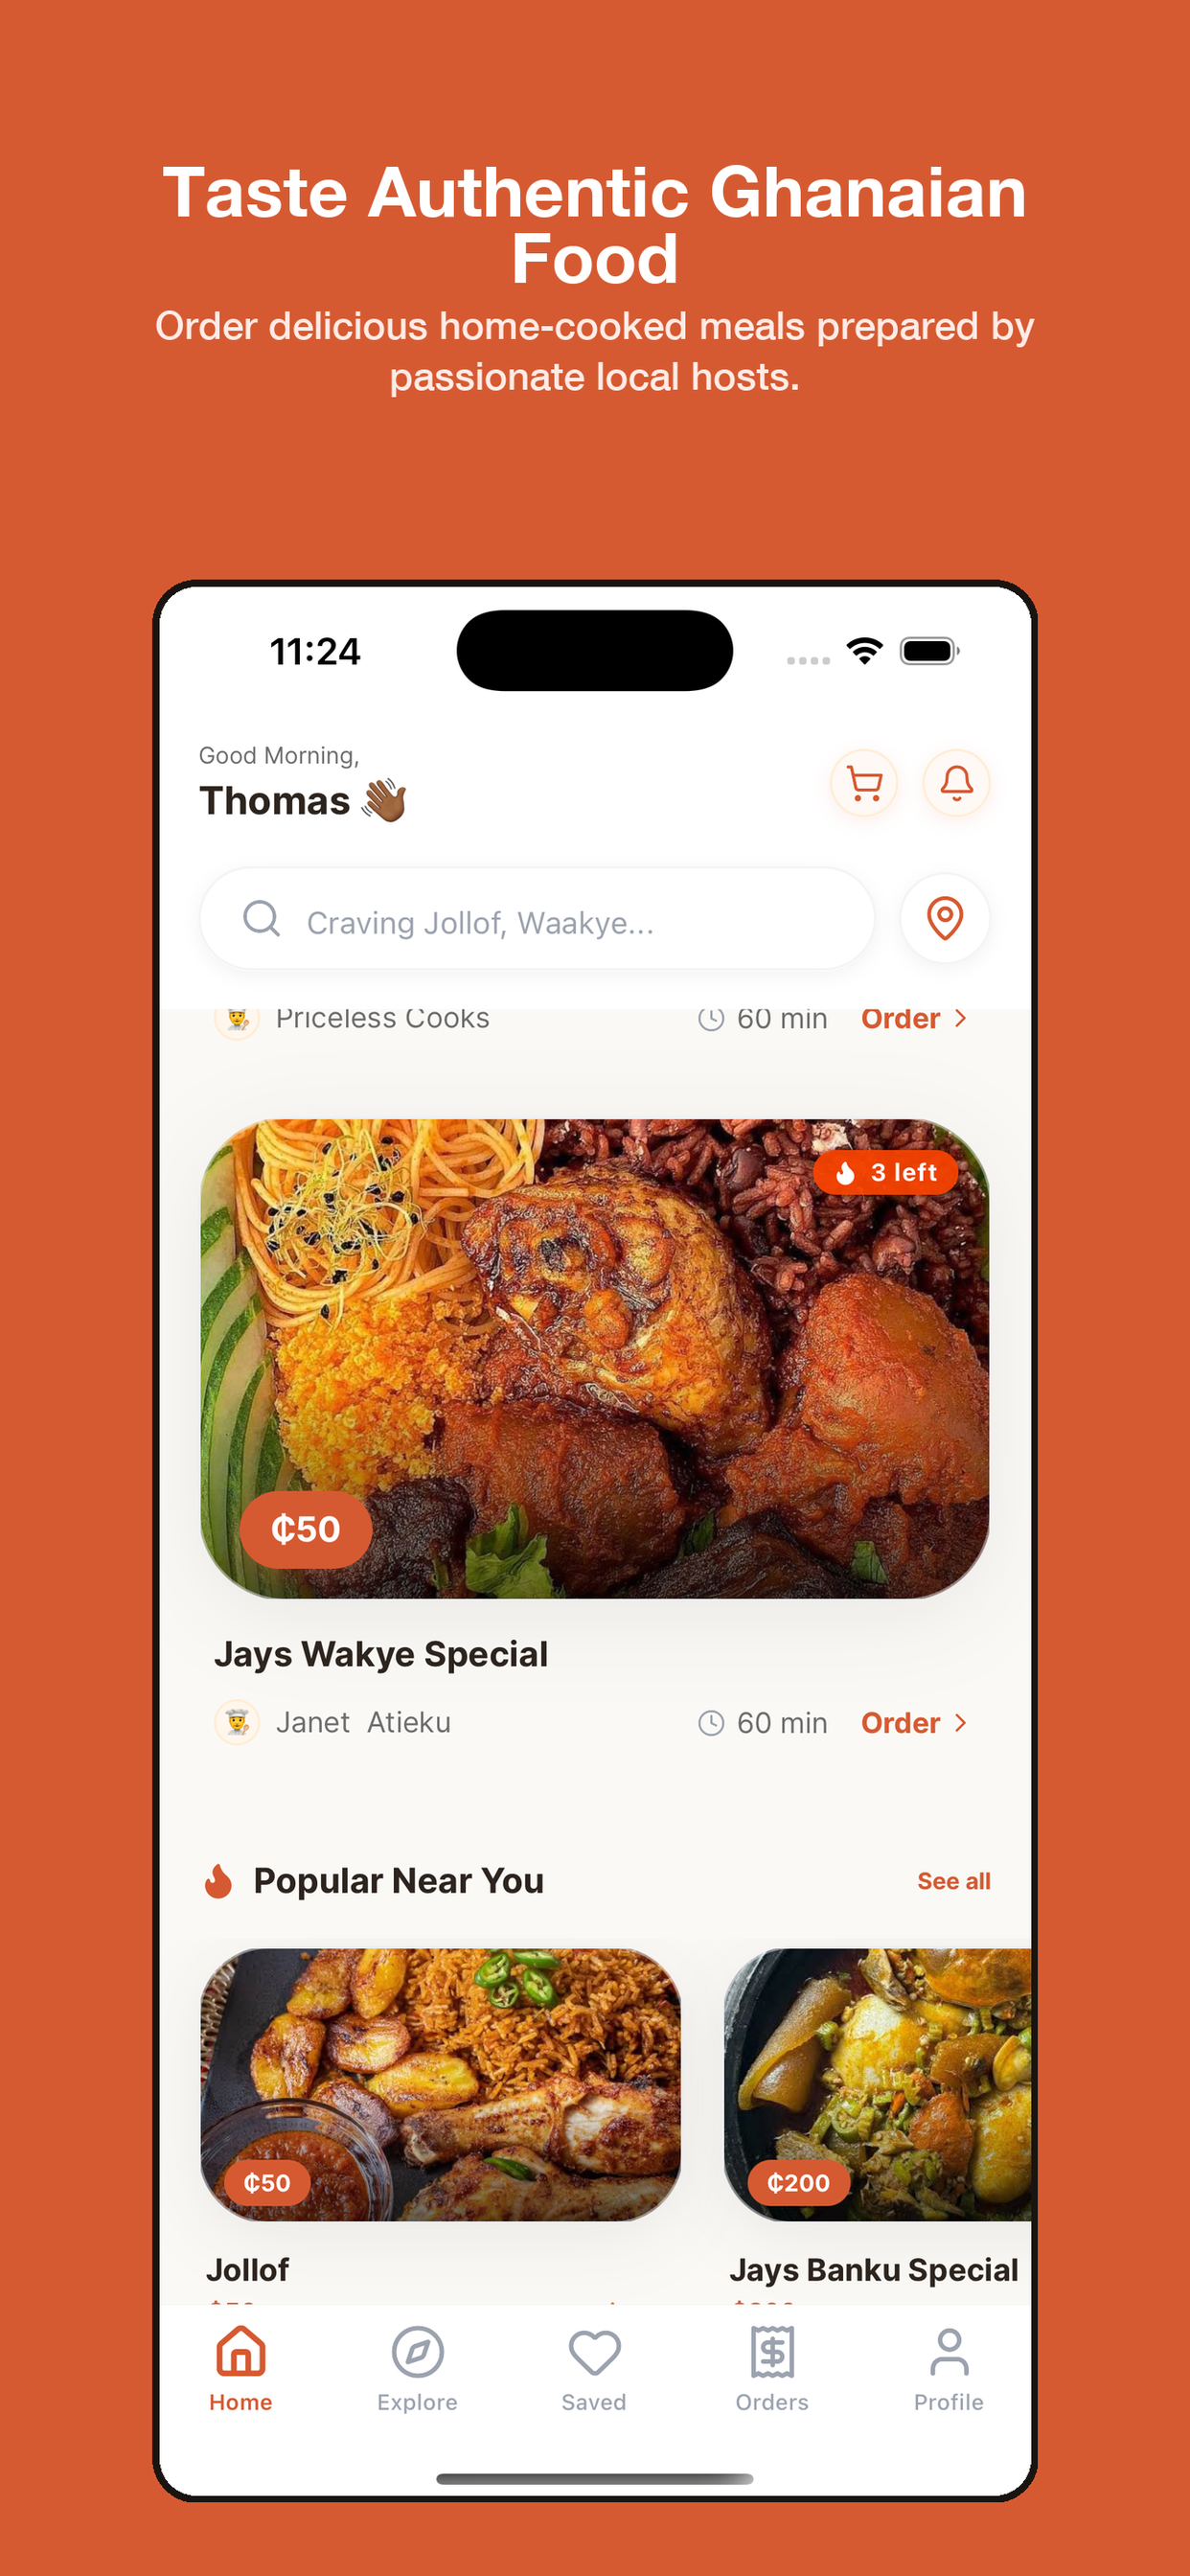 Taste Authentic Ghanaian
Food
Order delicious home-cooked meals prepared by
passionate local hosts.
11:24
Good Morning,
Thomas 👋🏾
Craving Jollof, Waakye...
Priceless Cooks 60 min Order
3 left
₵50
Jays Wakye Special
Janet Atieku 60 min Order
Popular Near You See all
₵50 ₵200
Jollof Jays Banku Special
Home Explore Saved Orders Profile